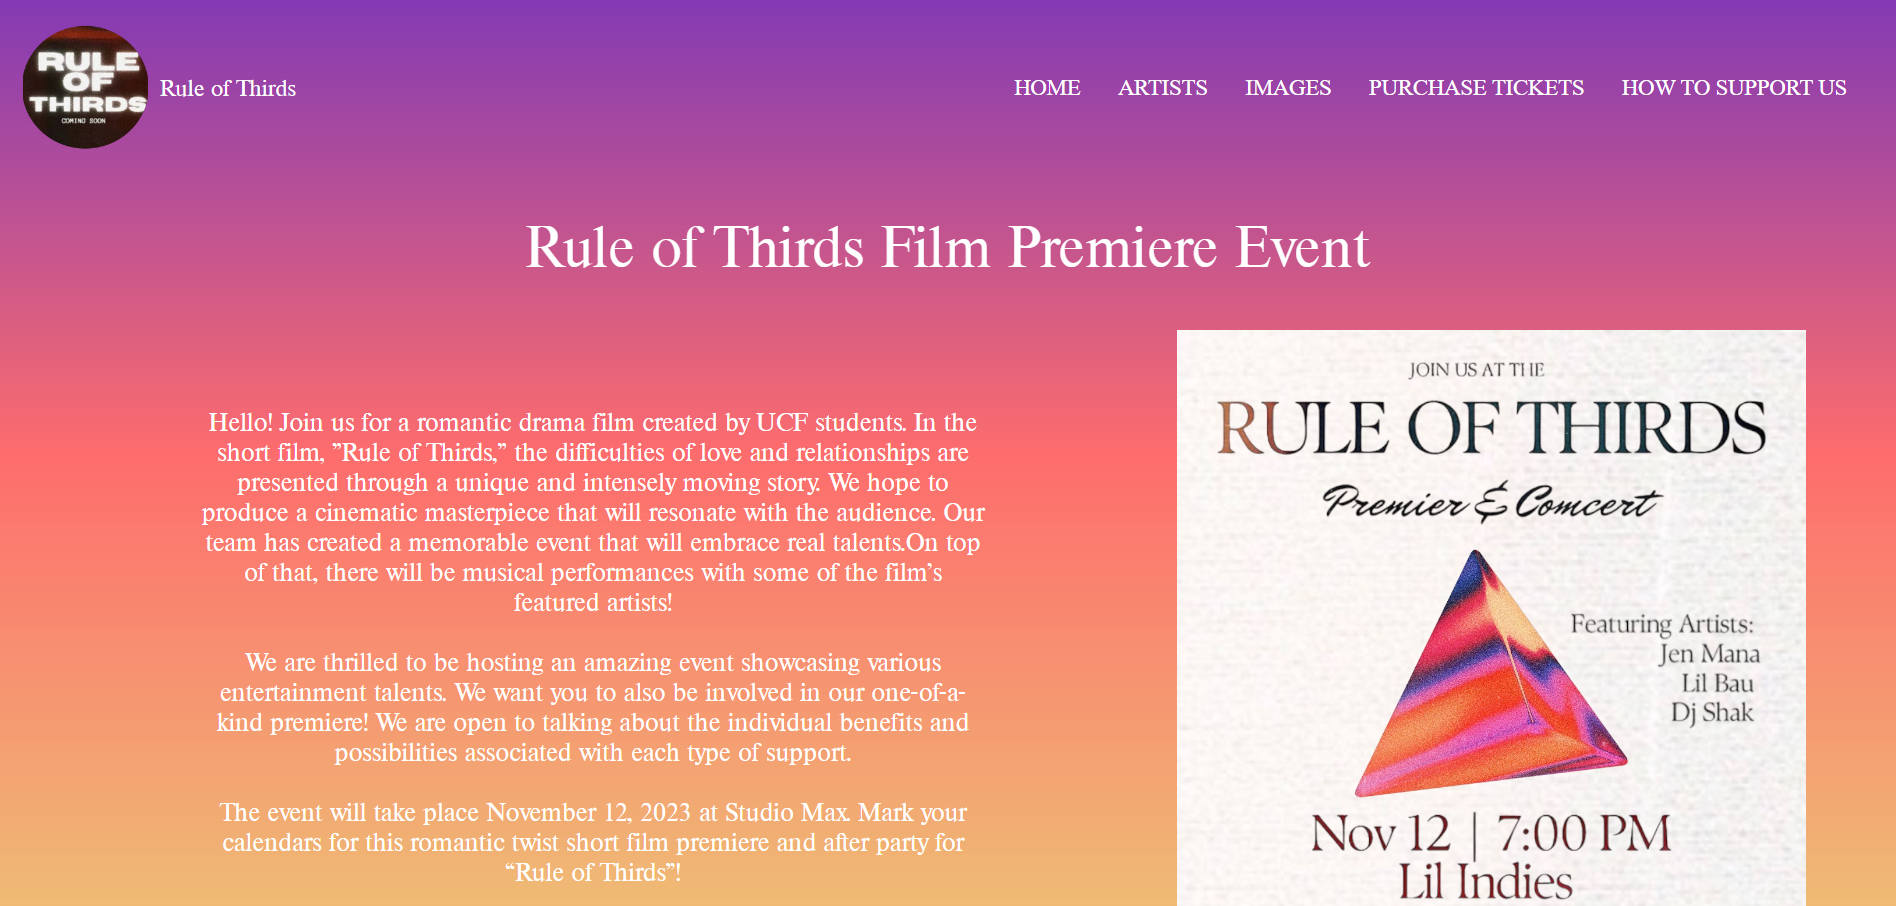 RULE
OF
THIRDS
COMING SOON
Rule of Thirds
HOME ARTISTS IMAGES PURCHASE TICKETS HOW TO SUPPORT US
Rule of Thirds Film Premiere Event
Hello! Join us for a romantic drama film created by UCF students. In the
short film, ”Rule of Thirds,” the difficulties of love and relationships are
presented through a unique and intensely moving story. We hope to
produce a cinematic masterpiece that will resonate with the audience. Our
team has created a memorable event that will embrace real talents.On top
of that, there will be musical performances with some of the film’s
featured artists!
We are thrilled to be hosting an amazing event showcasing various
entertainment talents. We want you to also be involved in our one-of-a-
kind premiere! We are open to talking about the individual benefits and
possibilities associated with each type of support.
The event will take place November 12, 2023 at Studio Max. Mark your
calendars for this romantic twist short film premiere and after party for
“Rule of Thirds”!
JOIN US AT THE
RULE OF THIRDS
Premier & Comcert
Featuring Artists:
Jen Mana
Lil Bau
Dj Shak
Nov 12 | 7:00 PM
Lil Indies